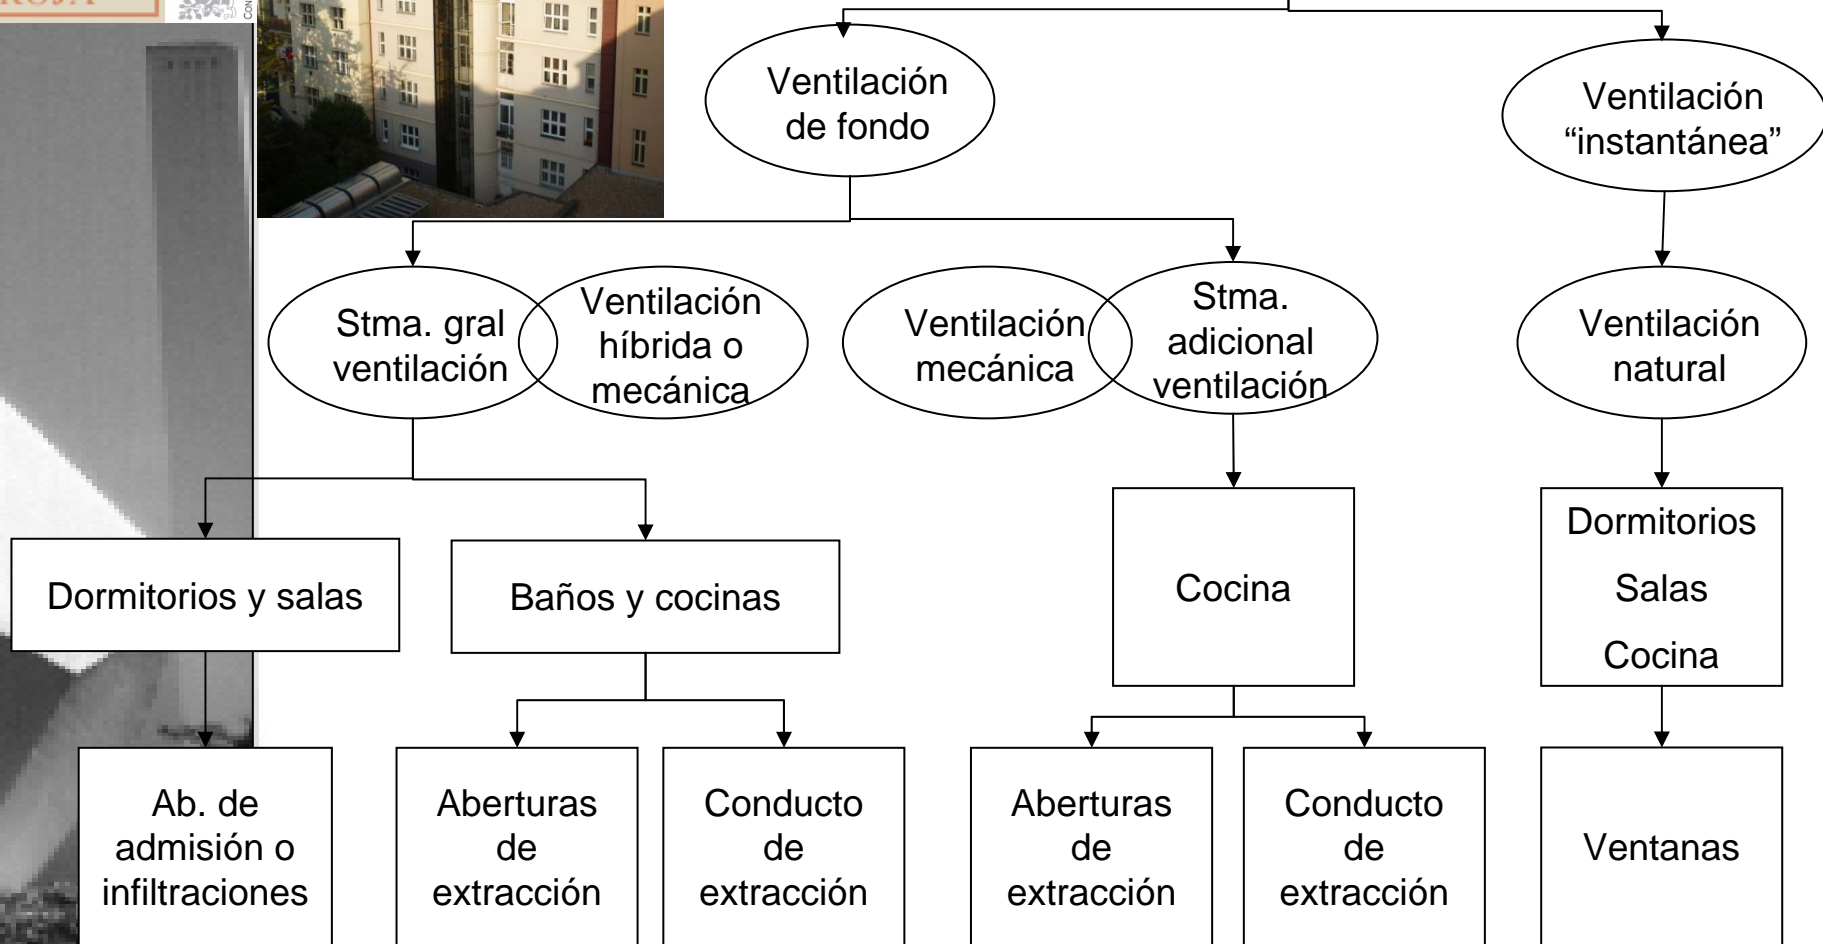 Ventilación
de fondo
Ventilación
“instantánea”
Stma. gral
ventilación
Ventilación
híbrida o
mecánica
Ventilación
mecánica
Stma.
adicional
ventilación
Ventilación
natural
Dormitorios y salas
Baños y cocinas
Cocina
Dormitorios
Salas
Cocina
Ab. de
admisión o
infiltraciones
Aberturas
de
extracción
Conducto
de
extracción
Aberturas
de
extracción
Conducto
de
extracción
Ventanas